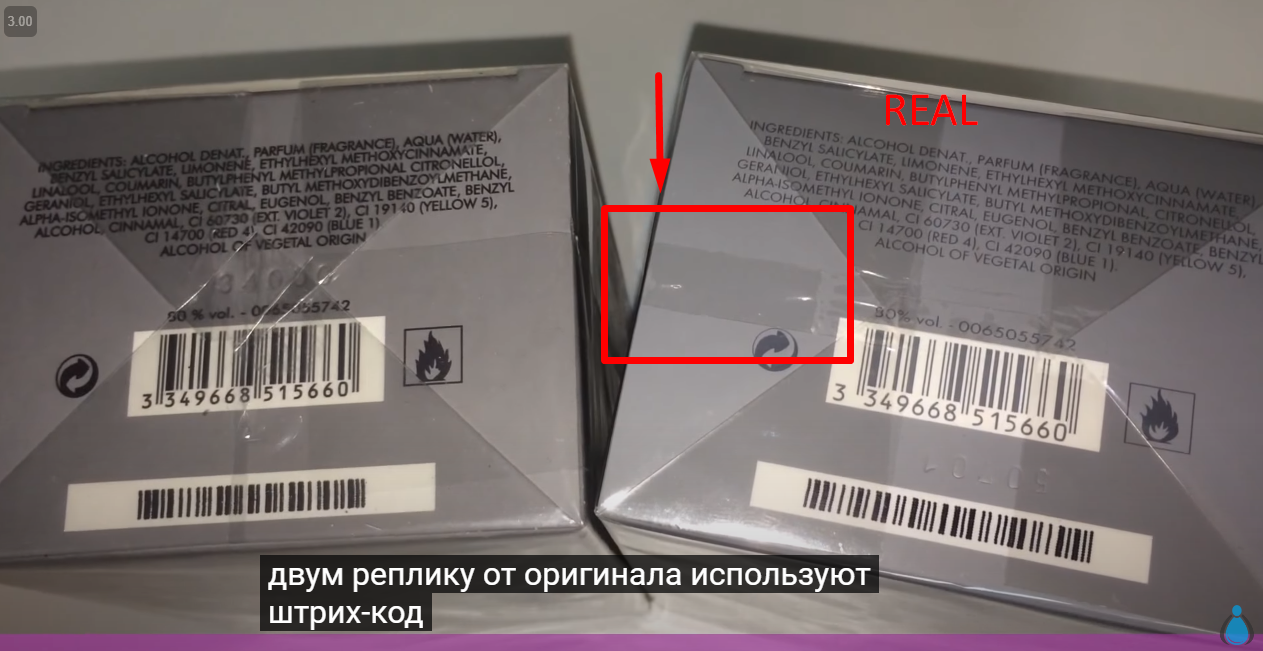 3.00
INGREDIENTS: ALCOHOL DENAT., PARFUM (FRAGRANCE), AQUA (WATER),
BENZYL SALICYLATE, LIMONENE, ETHYLHEXYL METHOXYCINNAMATE,
LINALOOL, COUMARIN, BUTYLPHENYL METHYLPROPIONAL CITRONELLOL,
GERANIOL, ETHYLHEXYL SALICYLATE, BUTYL METHOXYDIBENZOYLMETHANE,
ALPHA-ISOMETHYL IONONE, CITRAL, EUGENOL, BENZYL BENZOATE, BENZYL
ALCOHOL, CINNAMAL, CI 60730 (EXT. VIOLET 2), CI 19140 (YELLOW 5),
CI 14700 (RED 4), CI 42090 (BLUE 1)
ALCOHOL OF VEGETAL ORIGIN
80 % vol. - 0065055742
3 349668 515660
REAL
INGREDIENTS: ALCOHOL DENAT., PARFUM (FRAGRANCE), AQUA (WATER),
BENZYL SALICYLATE, LIMONENE, ETHYLHEXYL METHOXYCINNAMATE,
LINALOOL, COUMARIN, BUTYLPHENYL METHYLPROPIONAL, CITRONELLOL,
GERANIOL, ETHYLHEXYL SALICYLATE, BUTYL METHOXYDIBENZOYLMETHANE,
ALPHA-ISOMETHYL IONONE, CITRAL, EUGENOL, BENZYL BENZOATE, BENZYL
ALCOHOL, CINNAMAL, CI 60730 (EXT. VIOLET 2), CI 19140 (YELLOW 5),
CI 14700 (RED 4), CI 42090 (BLUE 1).
ALCOHOL OF VEGETAL ORIGIN
80% vol. - 0065055742
3 349668 515660
двум реплику от оригинала используют
штрих-код